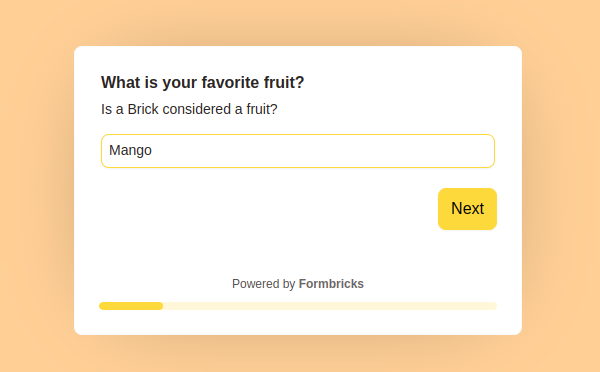 What is your favorite fruit?
Is a Brick considered a fruit?
Mango
Next
Powered by Formbricks